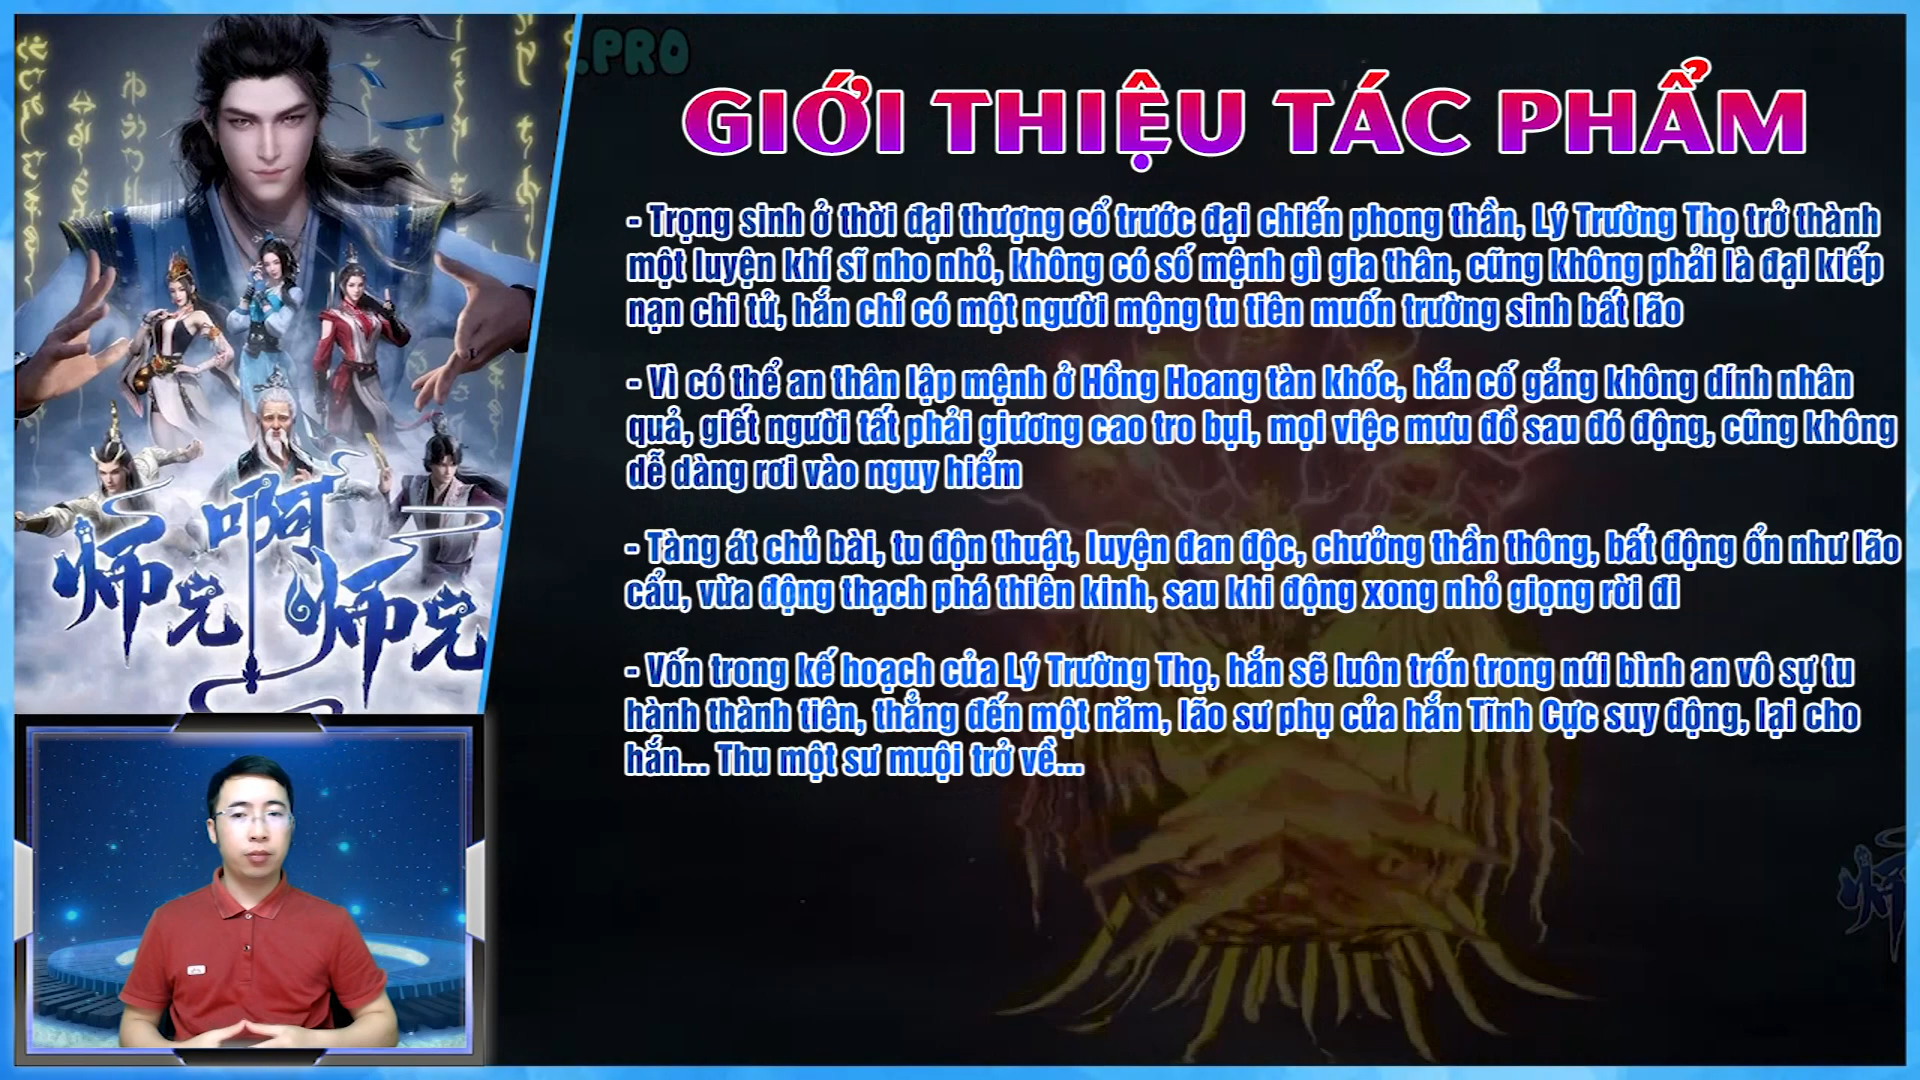 .PRO
GIỚI THIỆU TÁC PHẨM
- Trọng sinh ở thời đại thượng cổ trước đại chiến phong thần, Lý Trường Thọ trở thành
một luyện khí sĩ nho nhỏ, không có số mệnh gì gia thân, cũng không phải là đại kiếp
nạn chi tử, hắn chỉ có một người mộng tu tiên muốn trường sinh bất lão
- Vì có thể an thân lập mệnh ở Hồng Hoang tàn khốc, hắn cố gắng không dính nhân
quả, giết người tất phải giương cao tro bụi, mọi việc mưu đồ sau đó động, cũng không
dễ dàng rơi vào nguy hiểm
- Tàng át chủ bài, tu độn thuật, luyện đan độc, chưởng thần thông, bất động ổn như lão
cẩu, vừa động thạch phá thiên kinh, sau khi động xong nhỏ giọng rời đi
- Vốn trong kế hoạch của Lý Trường Thọ, hắn sẽ luôn trốn trong núi bình an vô sự tu
hành thành tiên, thẳng đến một năm, lão sư phụ của hắn Tĩnh Cực suy động, lại cho
hắn... Thu một sư muội trở về...
师兄啊师兄
师